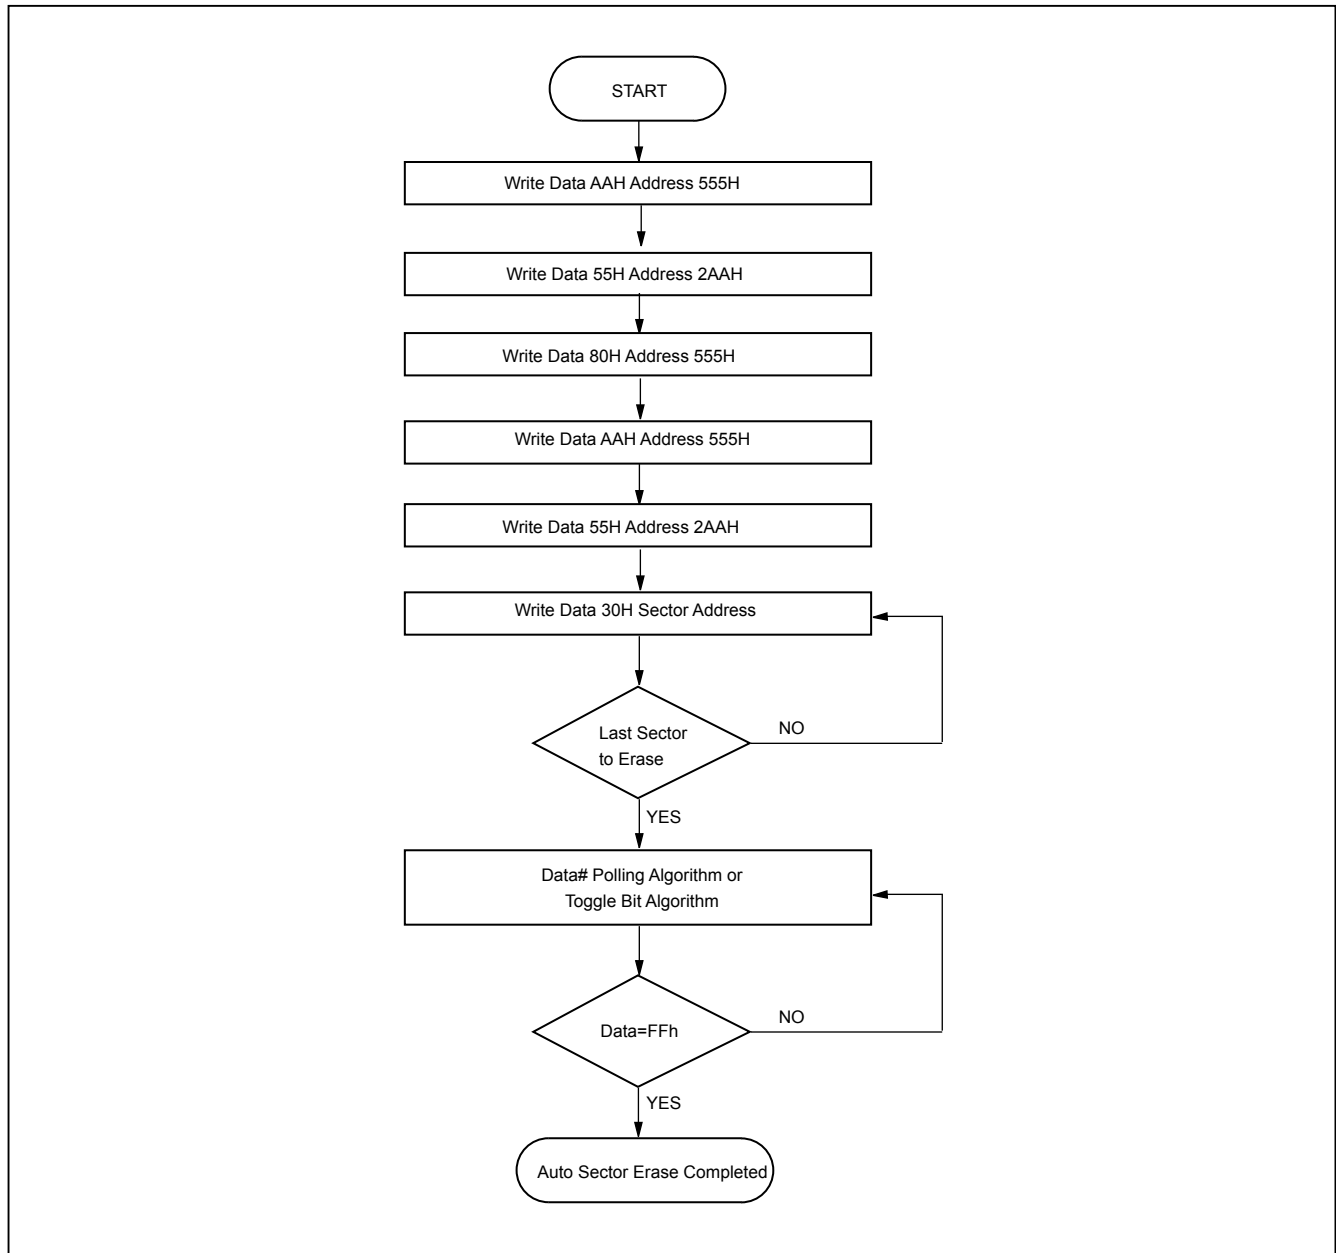 START
Write Data AAH Address 555H
Write Data 55H Address 2AAH
Write Data 80H Address 555H
Write Data AAH Address 555H
Write Data 55H Address 2AAH
Write Data 30H Sector Address
Last Sector
to Erase
NO
YES
Data# Polling Algorithm or
Toggle Bit Algorithm
Data=FFh
NO
YES
Auto Sector Erase Completed